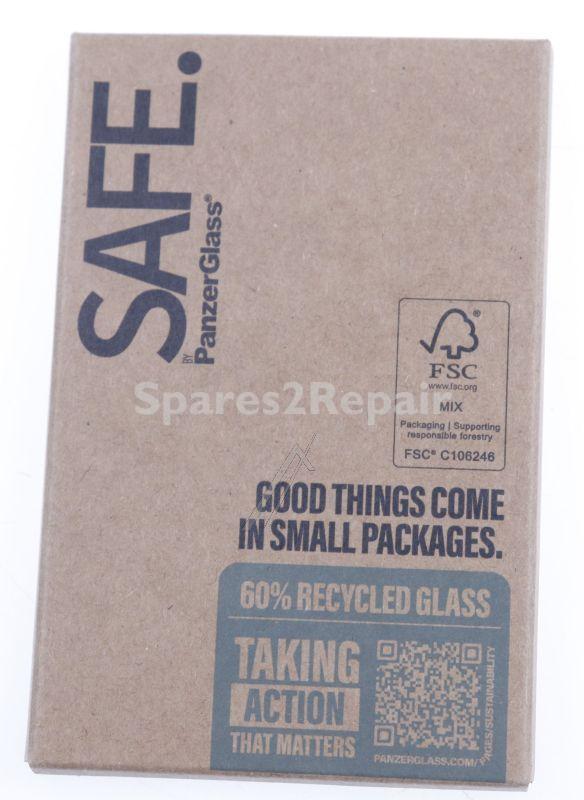 SAFE.
BY PanzerGlass®
FSC
www.fsc.org
MIX
Packaging | Supporting
responsible forestry
FSC® C106246
Spares2Repair
GOOD THINGS COME
IN SMALL PACKAGES.
60% RECYCLED GLASS
TAKING
ACTION
THAT MATTERS
PANZERGLASS.COM/
PAGES/SUSTAINABILITY